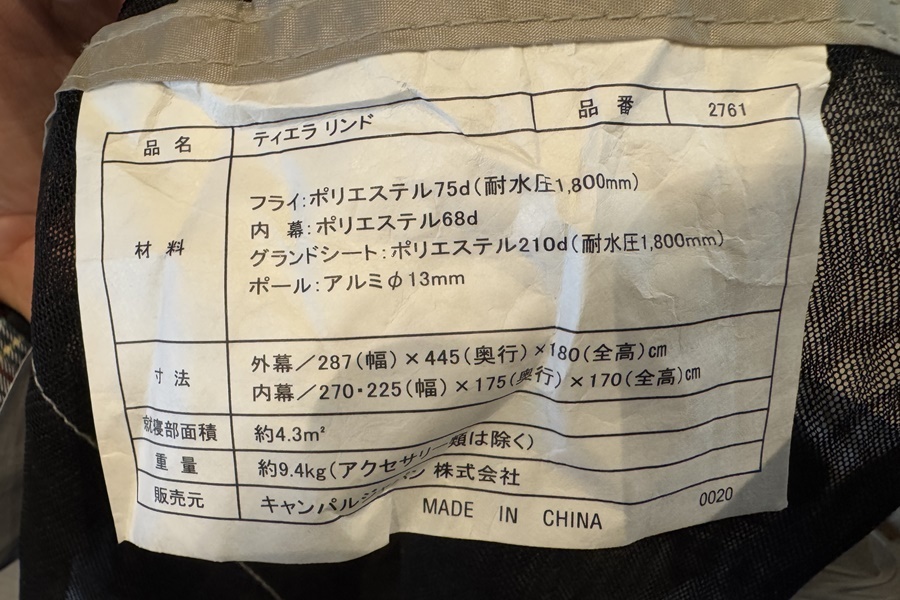 品名 ティエラ リンド 品番 2761
材料 フライ:ポリエステル75d(耐水圧1,800mm)
内 幕:ポリエステル68d
グランドシート:ポリエステル210d(耐水圧1,800mm)
ポール:アルミφ13mm
寸法 外幕/287(幅)×445(奥行)×180(全高)cm
内幕/270・225(幅)×175(奥行)×170(全高)cm
就寝部面積 約4.3m²
重量 約9.4kg(アクセサリー類は除く)
販売元 キャンパルジャパン 株式会社
MADE IN CHINA 0020